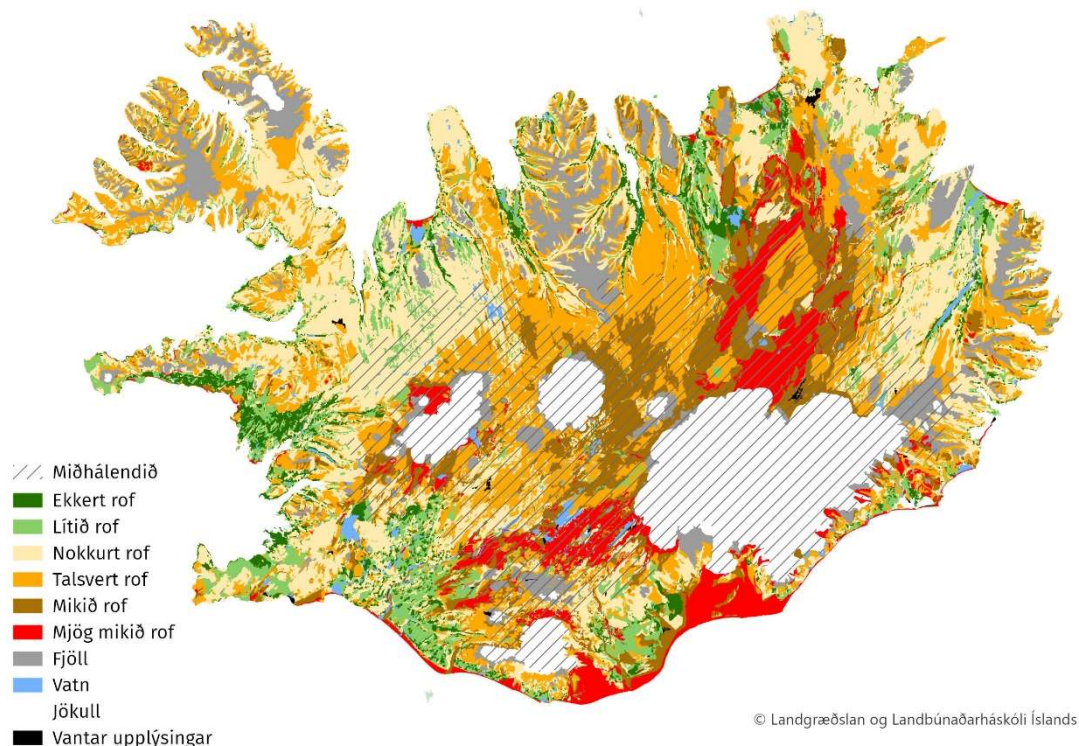 Miðhálendið
Ekkert rof
Lítið rof
Nokkurt rof
Talsvert rof
Mikið rof
Mjög mikið rof
Fjöll
Vatn
Jökull
Vantar upplýsingar
© Landgræðslan og Landbúnaðarháskóli Íslands